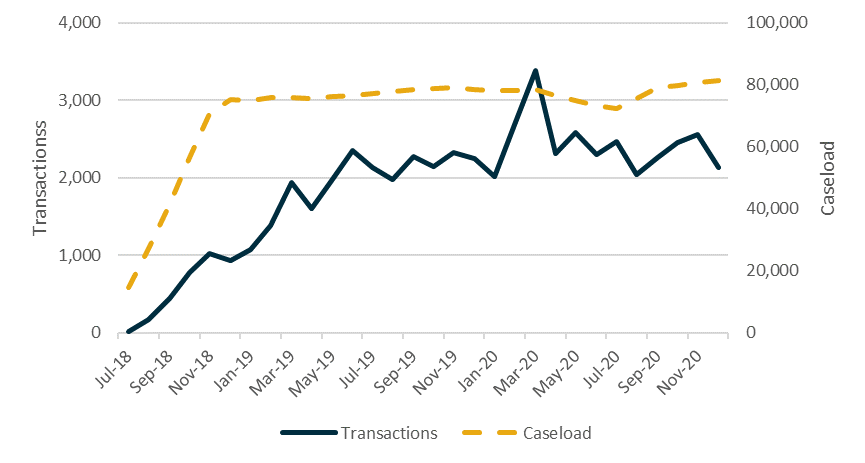 4,000
3,000
2,000
1,000
0
Transactionss
100,000
80,000
60,000
40,000
20,000
0
Caseload
Jul-18
Sep-18
Nov-18
Jan-19
Mar-19
May-19
Jul-19
Sep-19
Nov-19
Jan-20
Mar-20
May-20
Jul-20
Sep-20
Nov-20
Transactions
Caseload